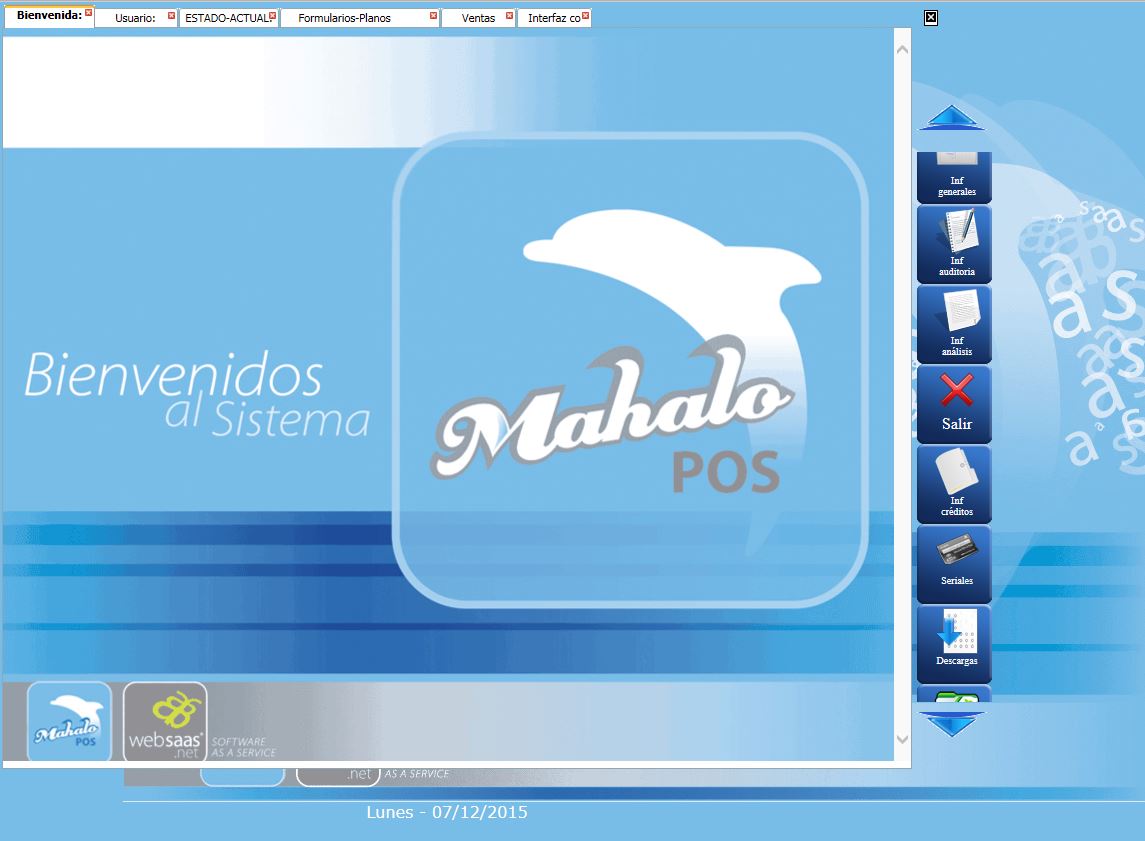 Bienvenida:
Usuario:
ESTADO-ACTUAL:
Formularios-Planos
Ventas
Interfaz co
Bienvenidos
al Sistema
Mahalo
POS
Inf
generales
Inf
auditoria
Inf
análisis
Salir
Inf
créditos
Seriales
Descargas
Mahalo
POS
websaas
.net
SOFTWARE
AS A SERVICE
.net
AS A SERVICE
Lunes - 07/12/2015
a s a a s
a b a b
a s
a a s
a s
a a s